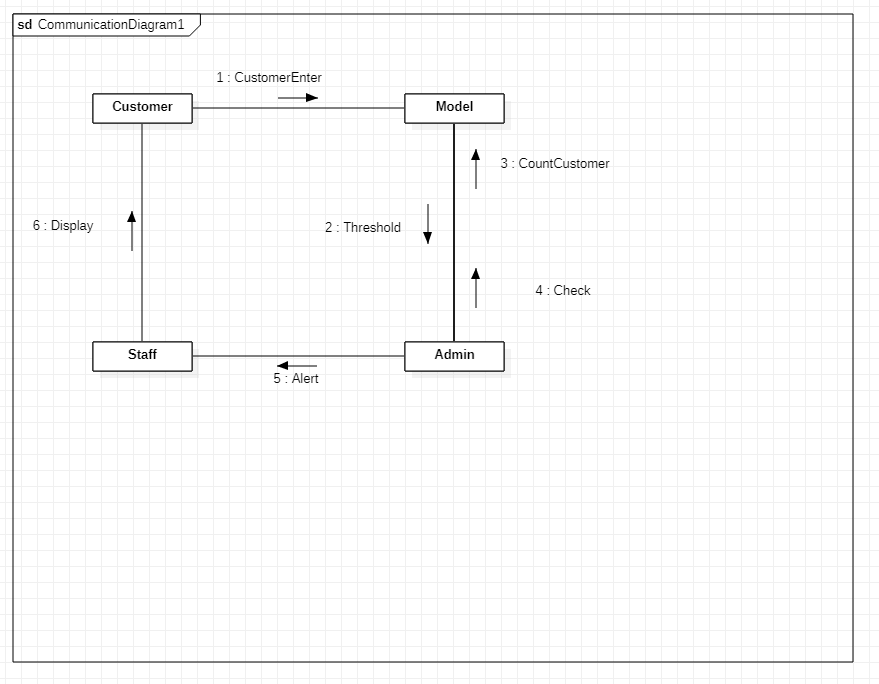 sd CommunicationDiagram1
1 : CustomerEnter
Customer
Model
3 : CountCustomer
6 : Display
2 : Threshold
4 : Check
Staff
Admin
5 : Alert